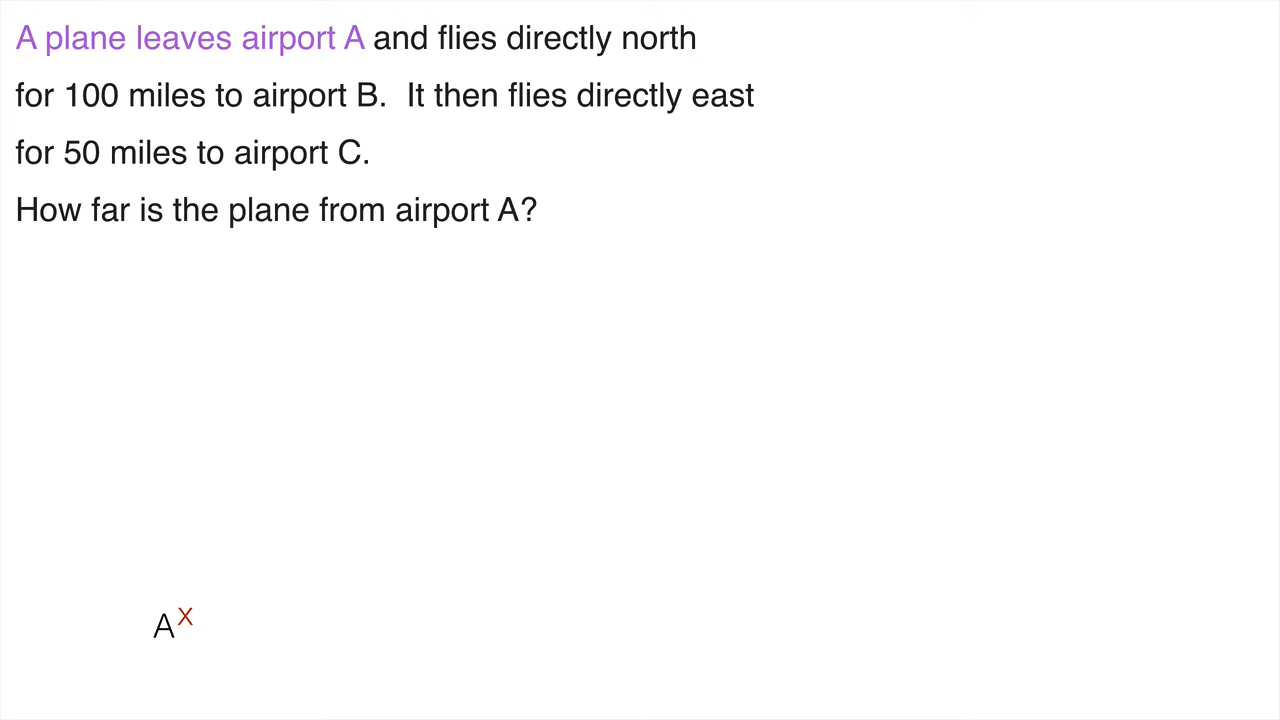 A plane leaves airport A and flies directly north
for 100 miles to airport B.  It then flies directly east
for 50 miles to airport C.
How far is the plane from airport A?
A x